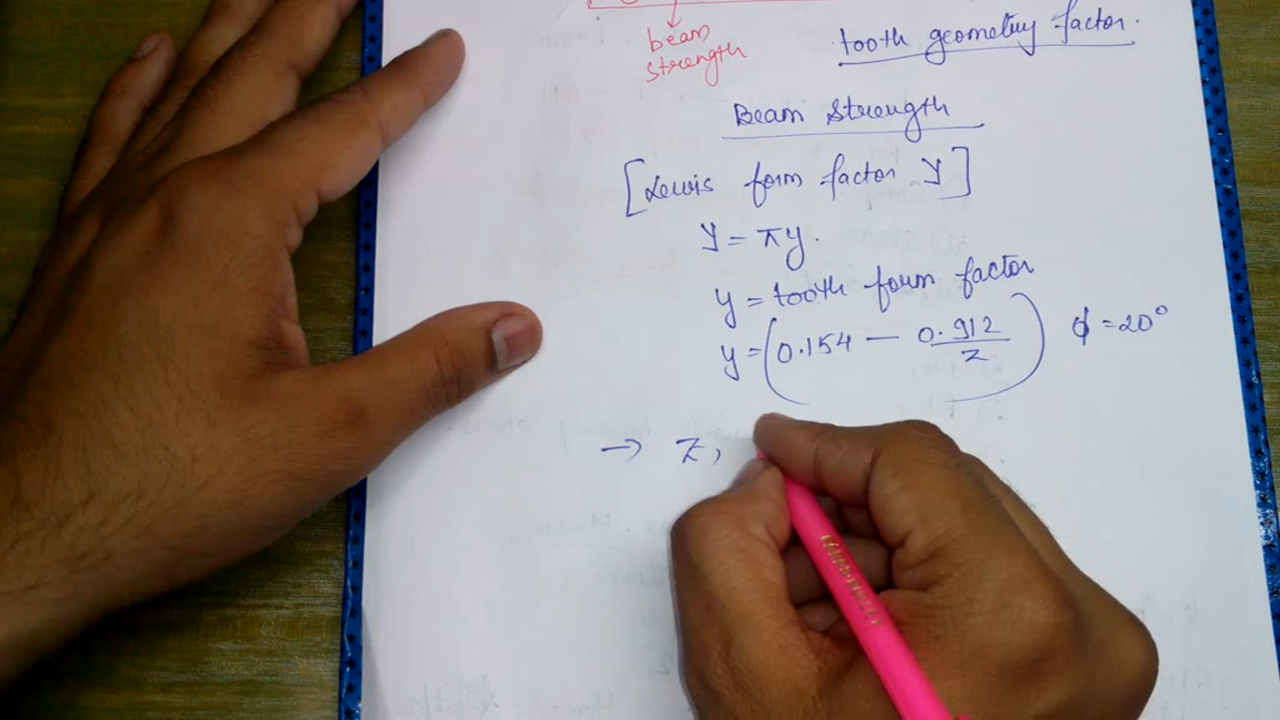 beam
strength
tooth geometry factor.
Beam Strength
[Lewis form factor Y]
Y = πy.
y = tooth form factor
y = (0.154 − 0.912/z) ϕ = 20°
→ z,